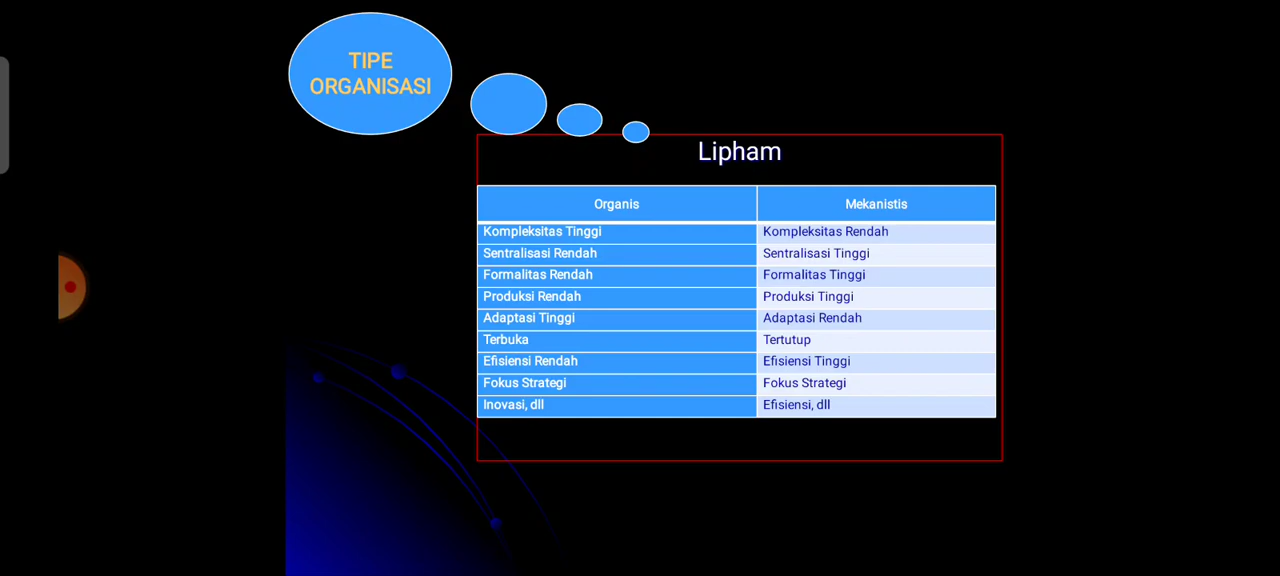 TIPE
ORGANISASI
Lipham
Organis Mekanistis
Kompleksitas Tinggi Kompleksitas Rendah
Sentralisasi Rendah Sentralisasi Tinggi
Formalitas Rendah Formalitas Tinggi
Produksi Rendah Produksi Tinggi
Adaptasi Tinggi Adaptasi Rendah
Terbuka Tertutup
Efisiensi Rendah Efisiensi Tinggi
Fokus Strategi Fokus Strategi
Inovasi, dll Efisiensi, dll